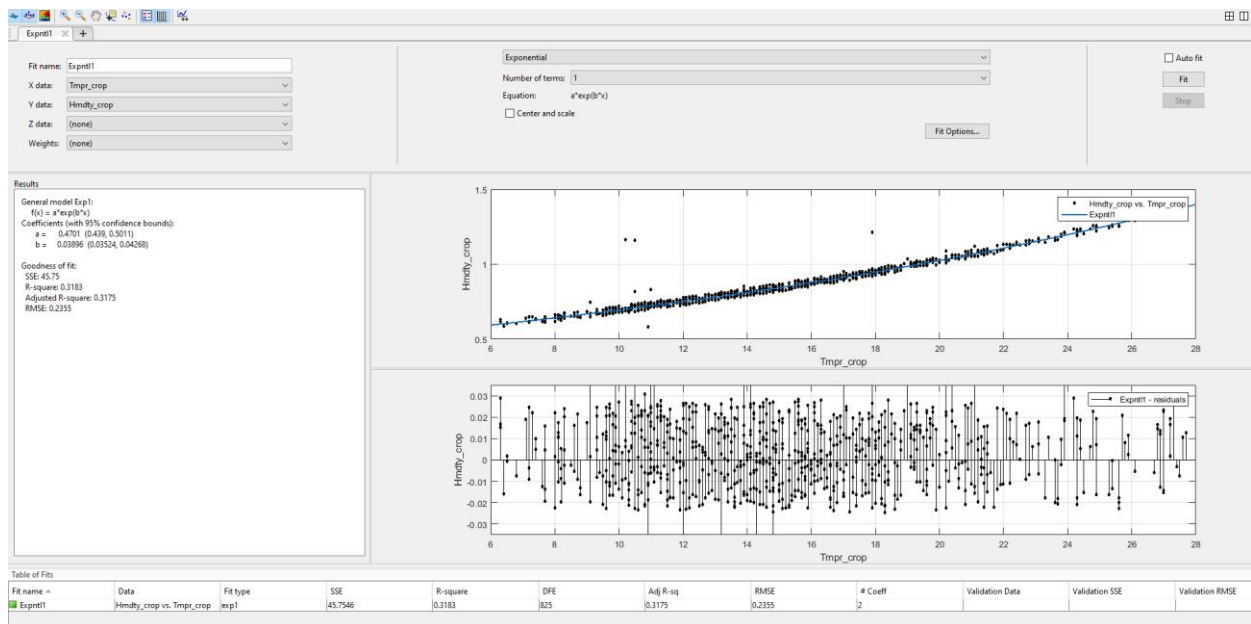 Expntl1
Fit name: Expntl1
X data: Tmpr_crop
Y data: Hmdty_crop
Z data: (none)
Weights: (none)
Exponential
Number of terms: 1
Equation: a*exp(b*x)
Center and scale
Fit Options...
Auto fit
Fit
Stop
Results
General model Exp1:
f(x) = a*exp(b*x)
Coefficients (with 95% confidence bounds):
a = 0.4701 (0.439, 0.5011)
b = 0.03896 (0.03524, 0.04268)
Goodness of fit:
SSE: 45.75
R-square: 0.3183
Adjusted R-square: 0.3175
RMSE: 0.2355
1.5
1
0.5
Hmdty_crop
6 8 10 12 14 16 18 20 22 24 26 28
Tmpr_crop
Hmdty_crop vs. Tmpr_crop
Expntl1
0.03
0.02
0.01
0
-0.01
-0.02
-0.03
Hmdty_crop
6 8 10 12 14 16 18 20 22 24 26 28
Tmpr_crop
Expntl1 - residuals
Table of Fits
Fit name Data Fit type SSE R-square DFE Adj R-sq RMSE # Coeff Validation Data Validation SSE Validation RMSE
Expntl1 Hmdty_crop vs. Tmpr_crop exp1 45.7546 0.3183 825 0.3175 0.2355 2